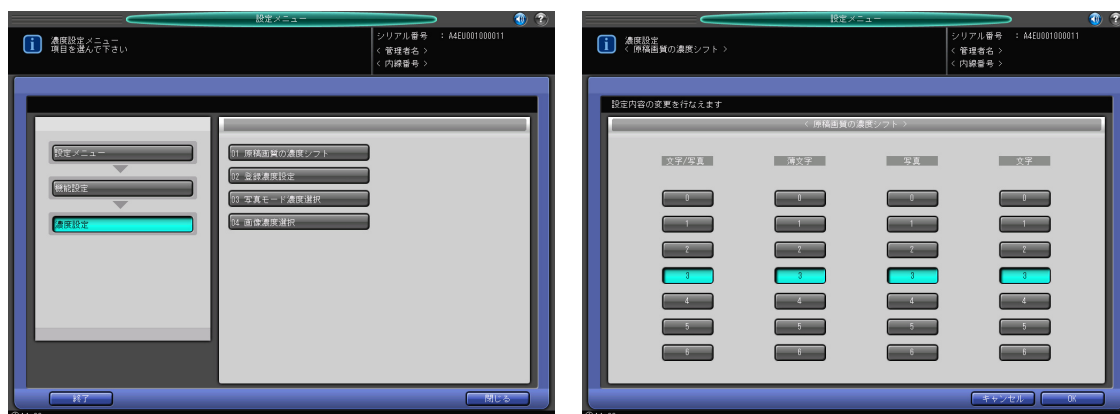 設定メニュー
濃度設定メニュー
項目を選んで下さい
シリアル番号 : A4EU001000011
< 管理者名 >
< 内線番号 >
設定メニュー
機能設定
濃度設定
01 原稿画質の濃度シフト
02 登録濃度設定
03 写真モード濃度選択
04 画像濃度選択
終了
閉じる
設定メニュー
濃度設定
< 原稿画質の濃度シフト >
シリアル番号 : A4EU001000011
< 管理者名 >
< 内線番号 >
設定内容の変更を行なえます
< 原稿画質の濃度シフト >
文字/写真 薄文字 写真 文字
0 0 0 0
1 1 1 1
2 2 2 2
3 3 3 3
4 4 4 4
5 5 5 5
6 6 6 6
キャンセル OK